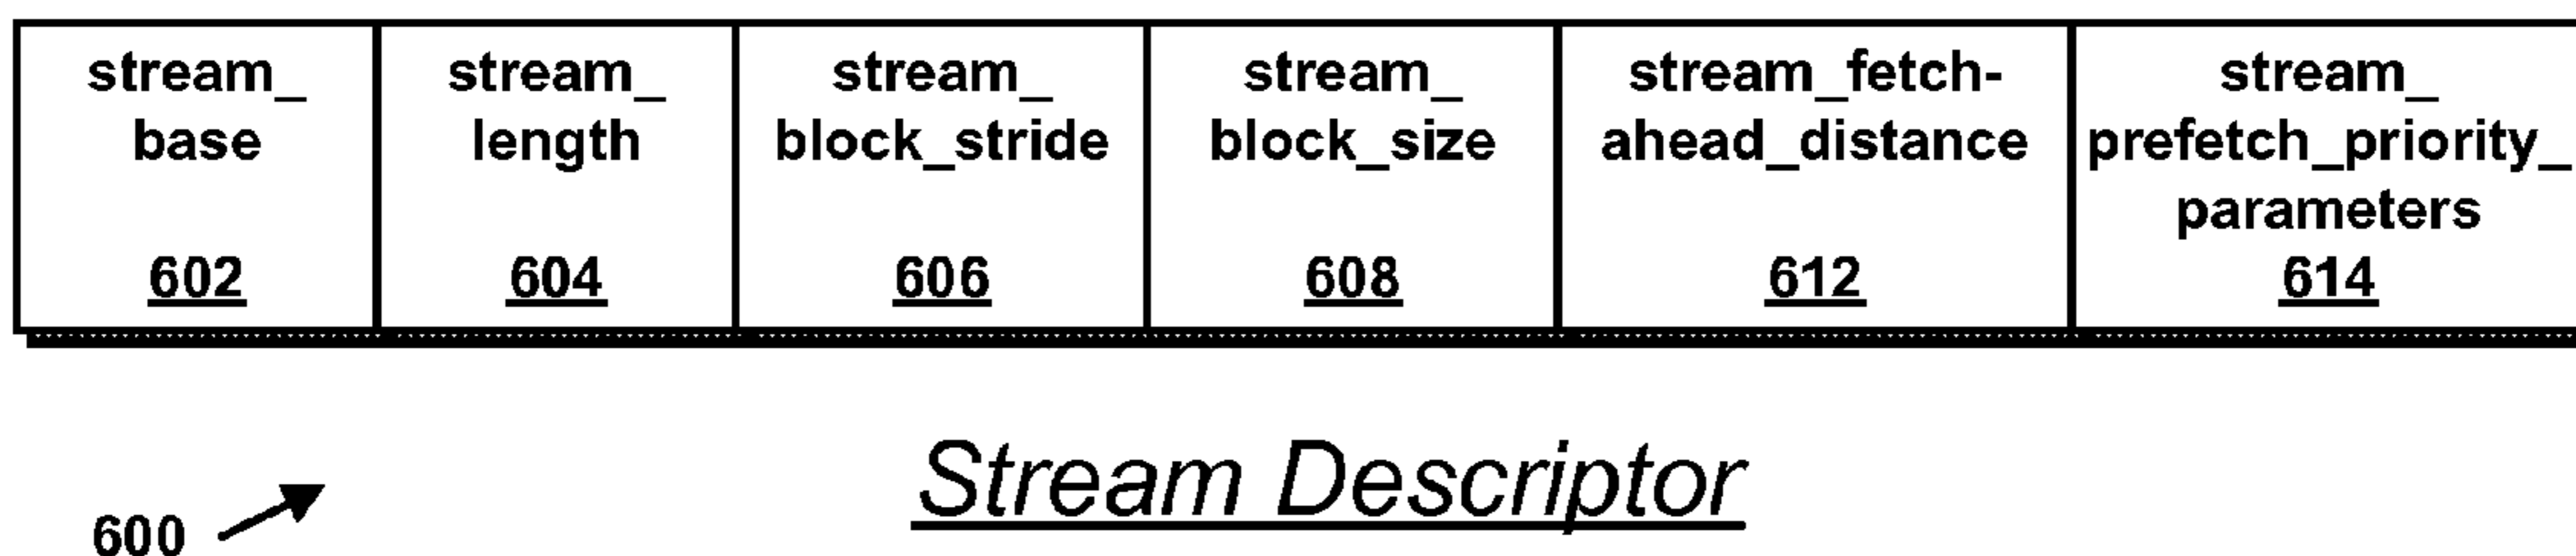 stream_
base
602
stream_
length
604
stream_
block_stride
606
stream_
block_size
608
stream_fetch-
ahead_distance
612
stream_
prefetch_priority_
parameters
614
Stream Descriptor
600